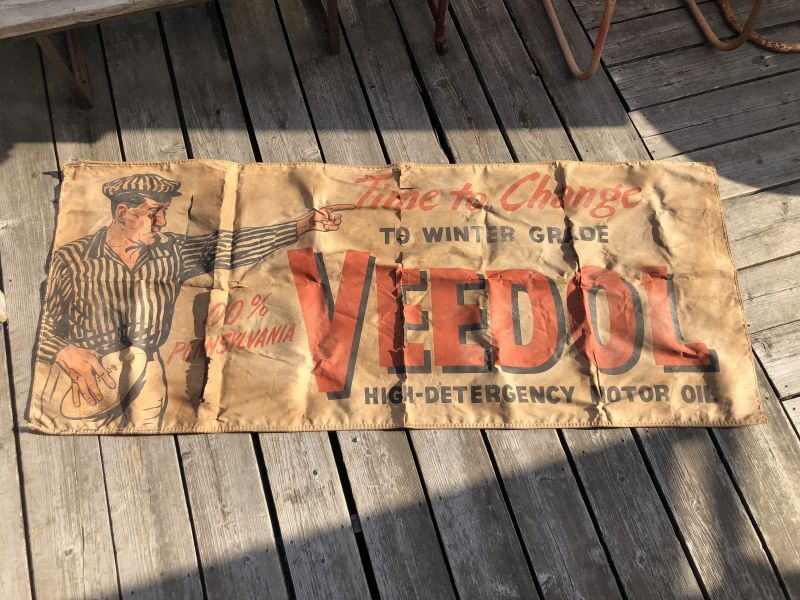 Time to Change
TO WINTER GRADE
100%
PENNSYLVANIA
VEEDOL
HIGH-DETERGENCY MOTOR OIL